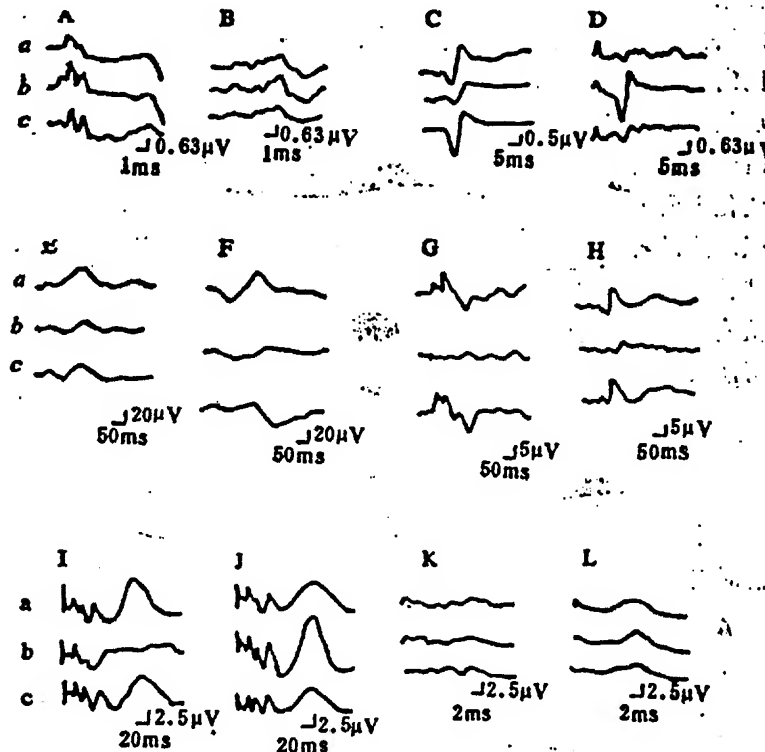 A B C D
a
b
c
0.63μV 0.63μV 0.5μV 0.63μV
1ms 1ms 5ms 5ms
E F G H
a
b
c
20μV 20μV 5μV 5μV
50ms 50ms 50ms 50ms
I J K L
a
b
c
2.5μV 2.5μV 2.5μV 2.5μV
20ms 20ms 2ms 2ms